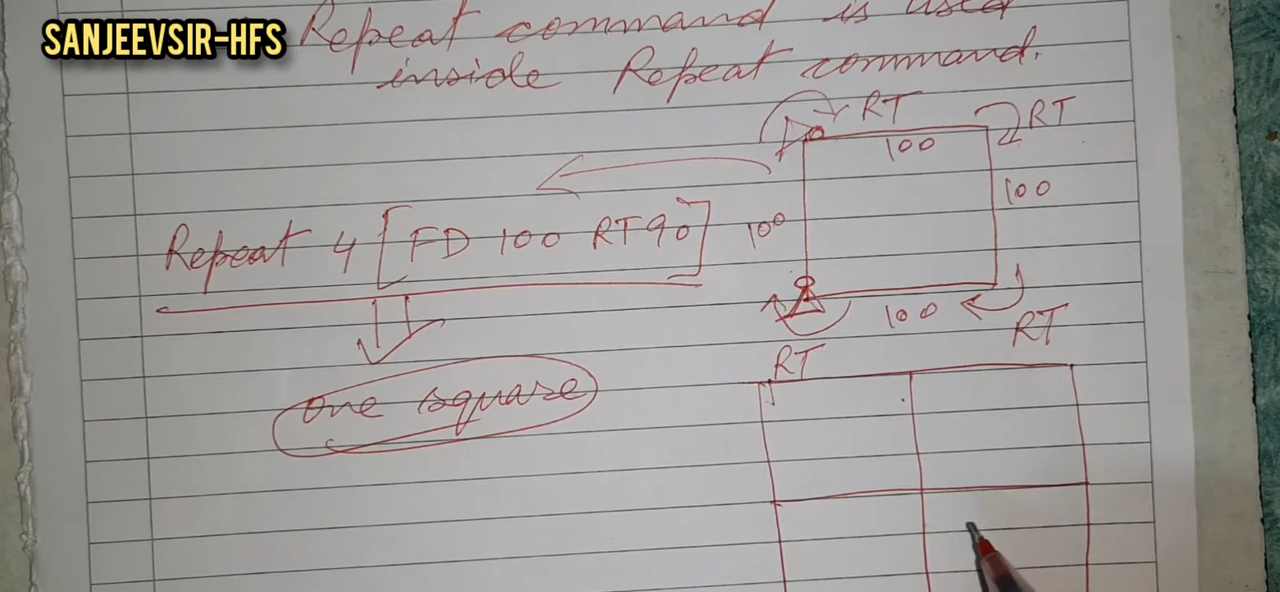 SANJEEVSIR-HFS
Repeat command is used
inside Repeat command.
RT
RT
100
100
Repeat 4 [FD 100 RT90]
100
100
RT
RT
one square